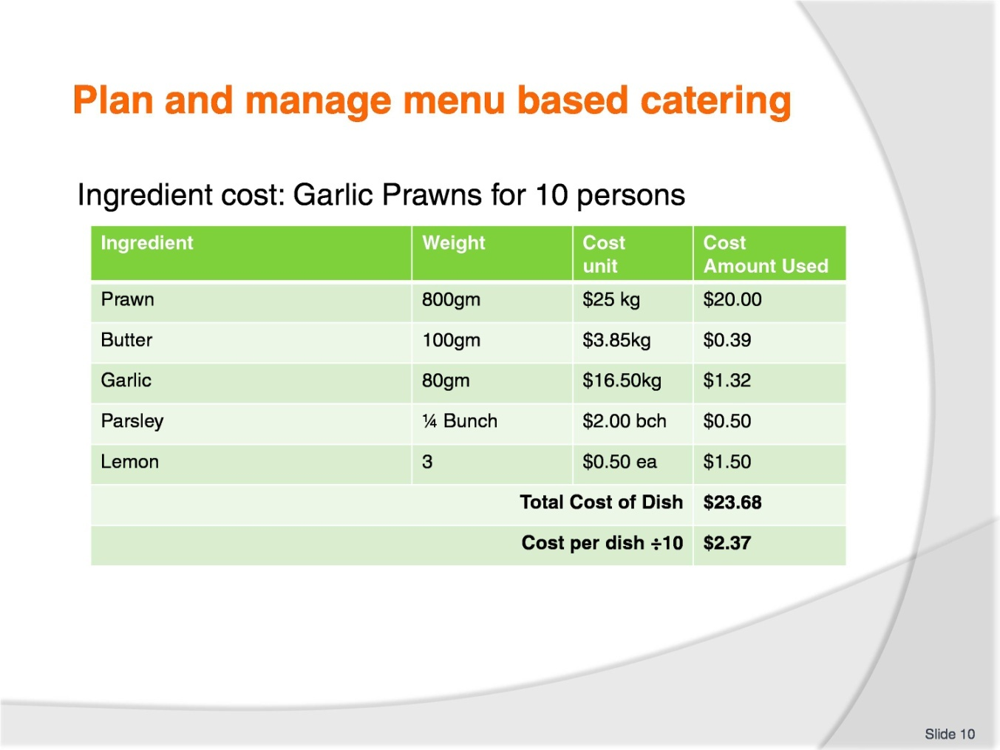 Plan and manage menu based catering
Ingredient cost: Garlic Prawns for 10 persons
Ingredient Weight Cost unit Cost Amount Used
Prawn 800gm $25 kg $20.00
Butter 100gm $3.85kg $0.39
Garlic 80gm $16.50kg $1.32
Parsley ¼ Bunch $2.00 bch $0.50
Lemon 3 $0.50 ea $1.50
Total Cost of Dish $23.68
Cost per dish ÷10 $2.37
Slide 10